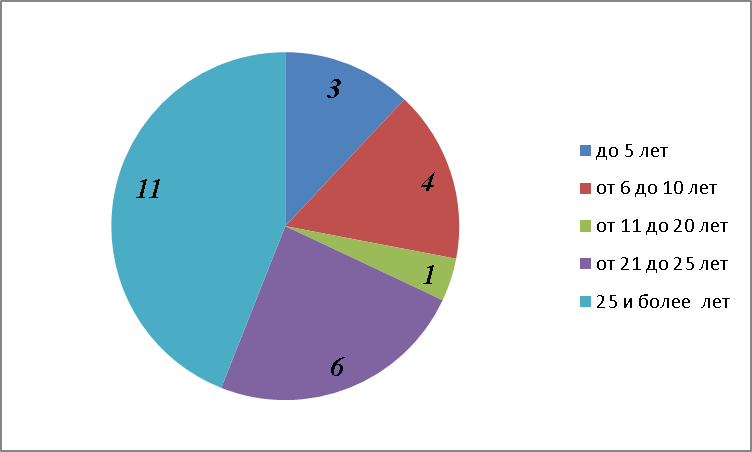 3
4
1
6
11
до 5 лет
от 6 до 10 лет
от 11 до 20 лет
от 21 до 25 лет
25 и более  лет